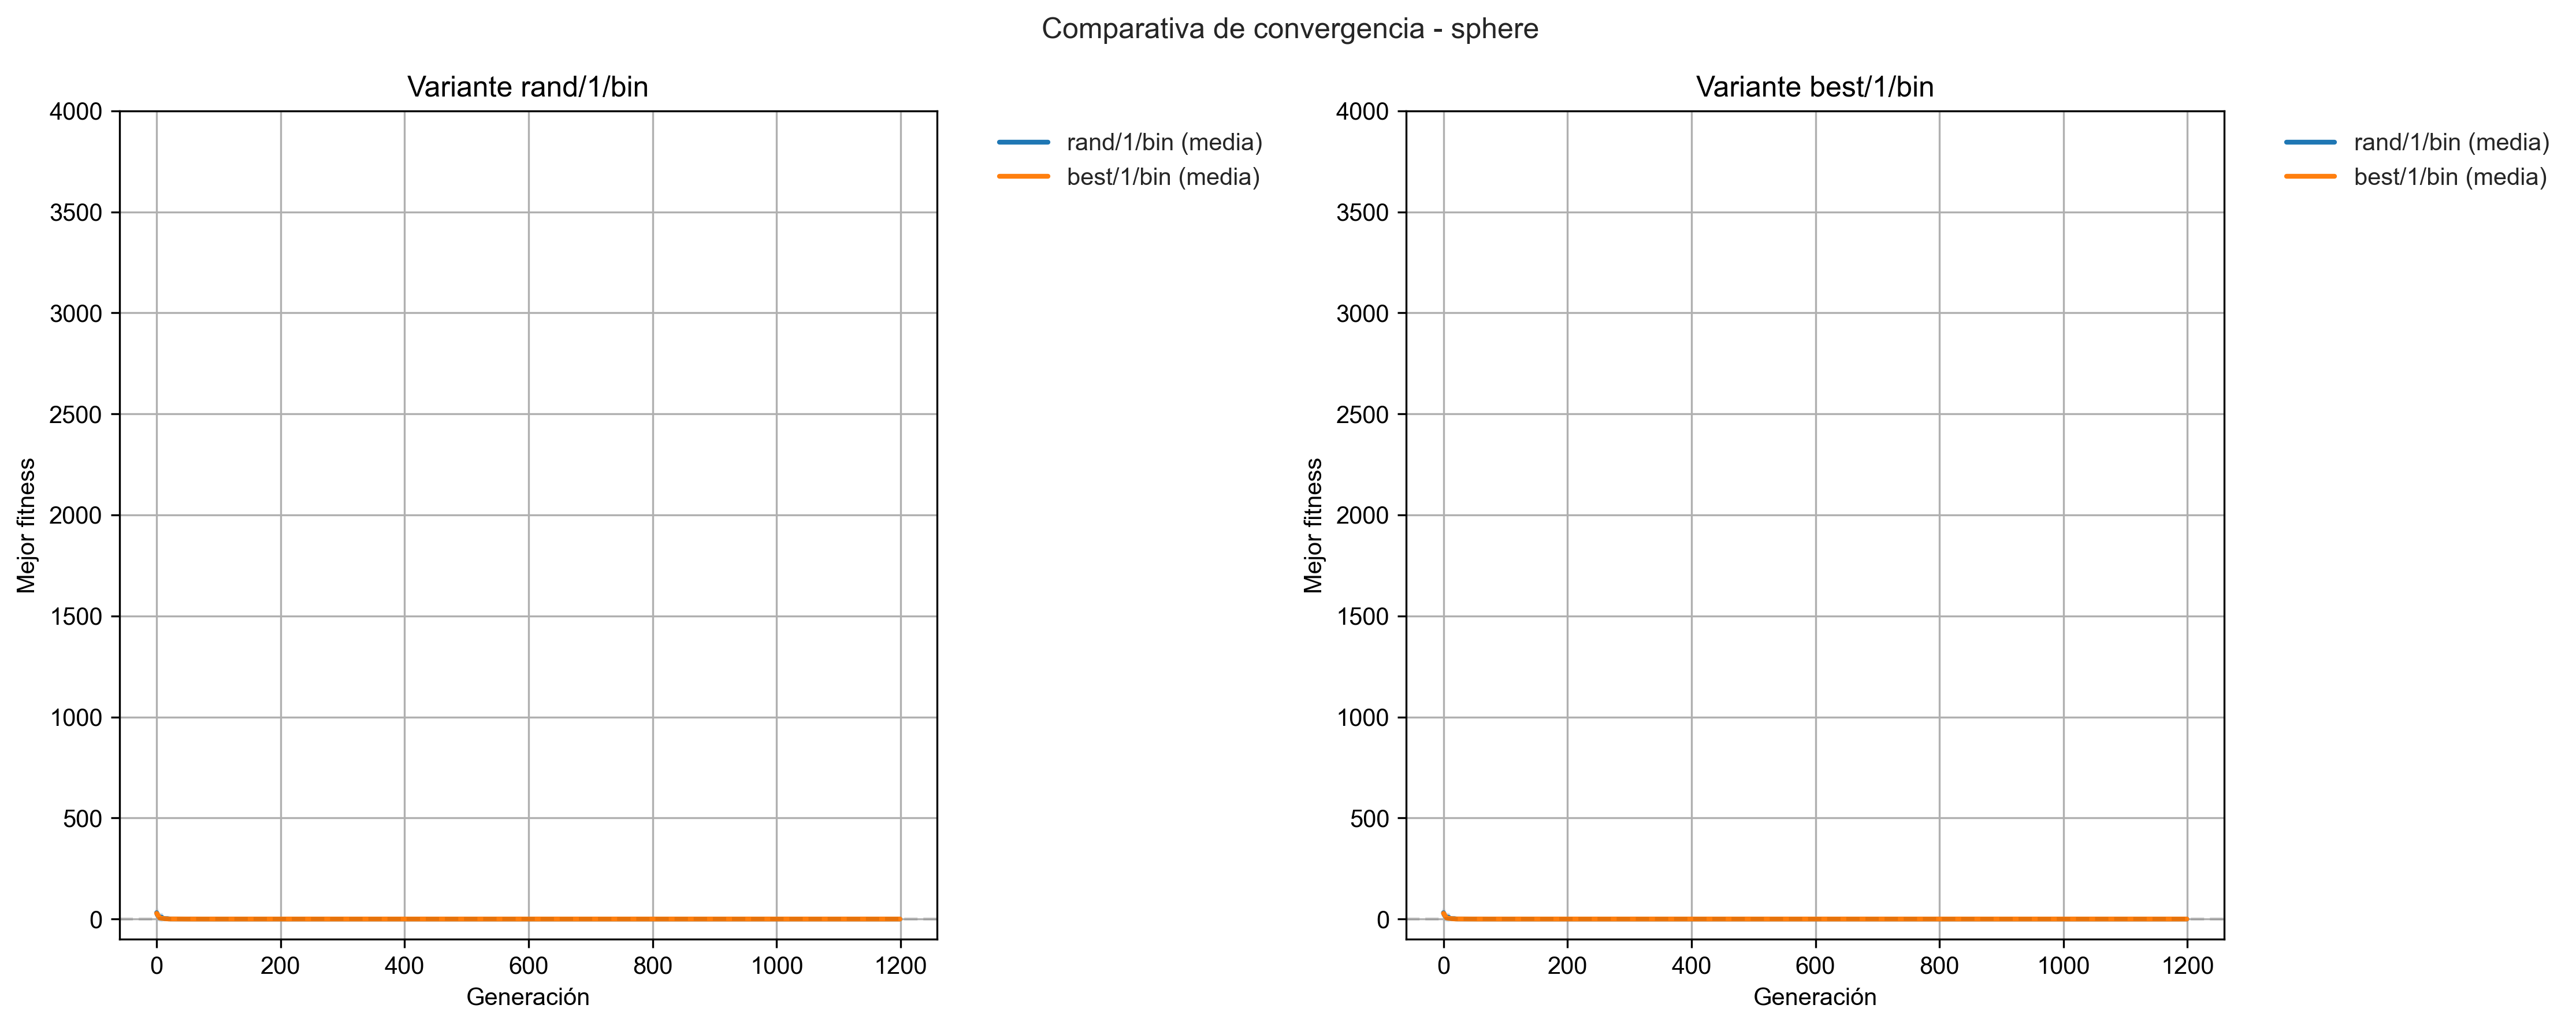 Comparativa de convergencia - sphere
Variante rand/1/bin
4000
3500
3000
2500
2000
1500
1000
500
0
Mejor fitness
0 200 400 600 800 1000 1200
Generación
rand/1/bin (media)
best/1/bin (media)
Variante best/1/bin
4000
3500
3000
2500
2000
1500
1000
500
0
Mejor fitness
0 200 400 600 800 1000 1200
Generación
rand/1/bin (media)
best/1/bin (media)